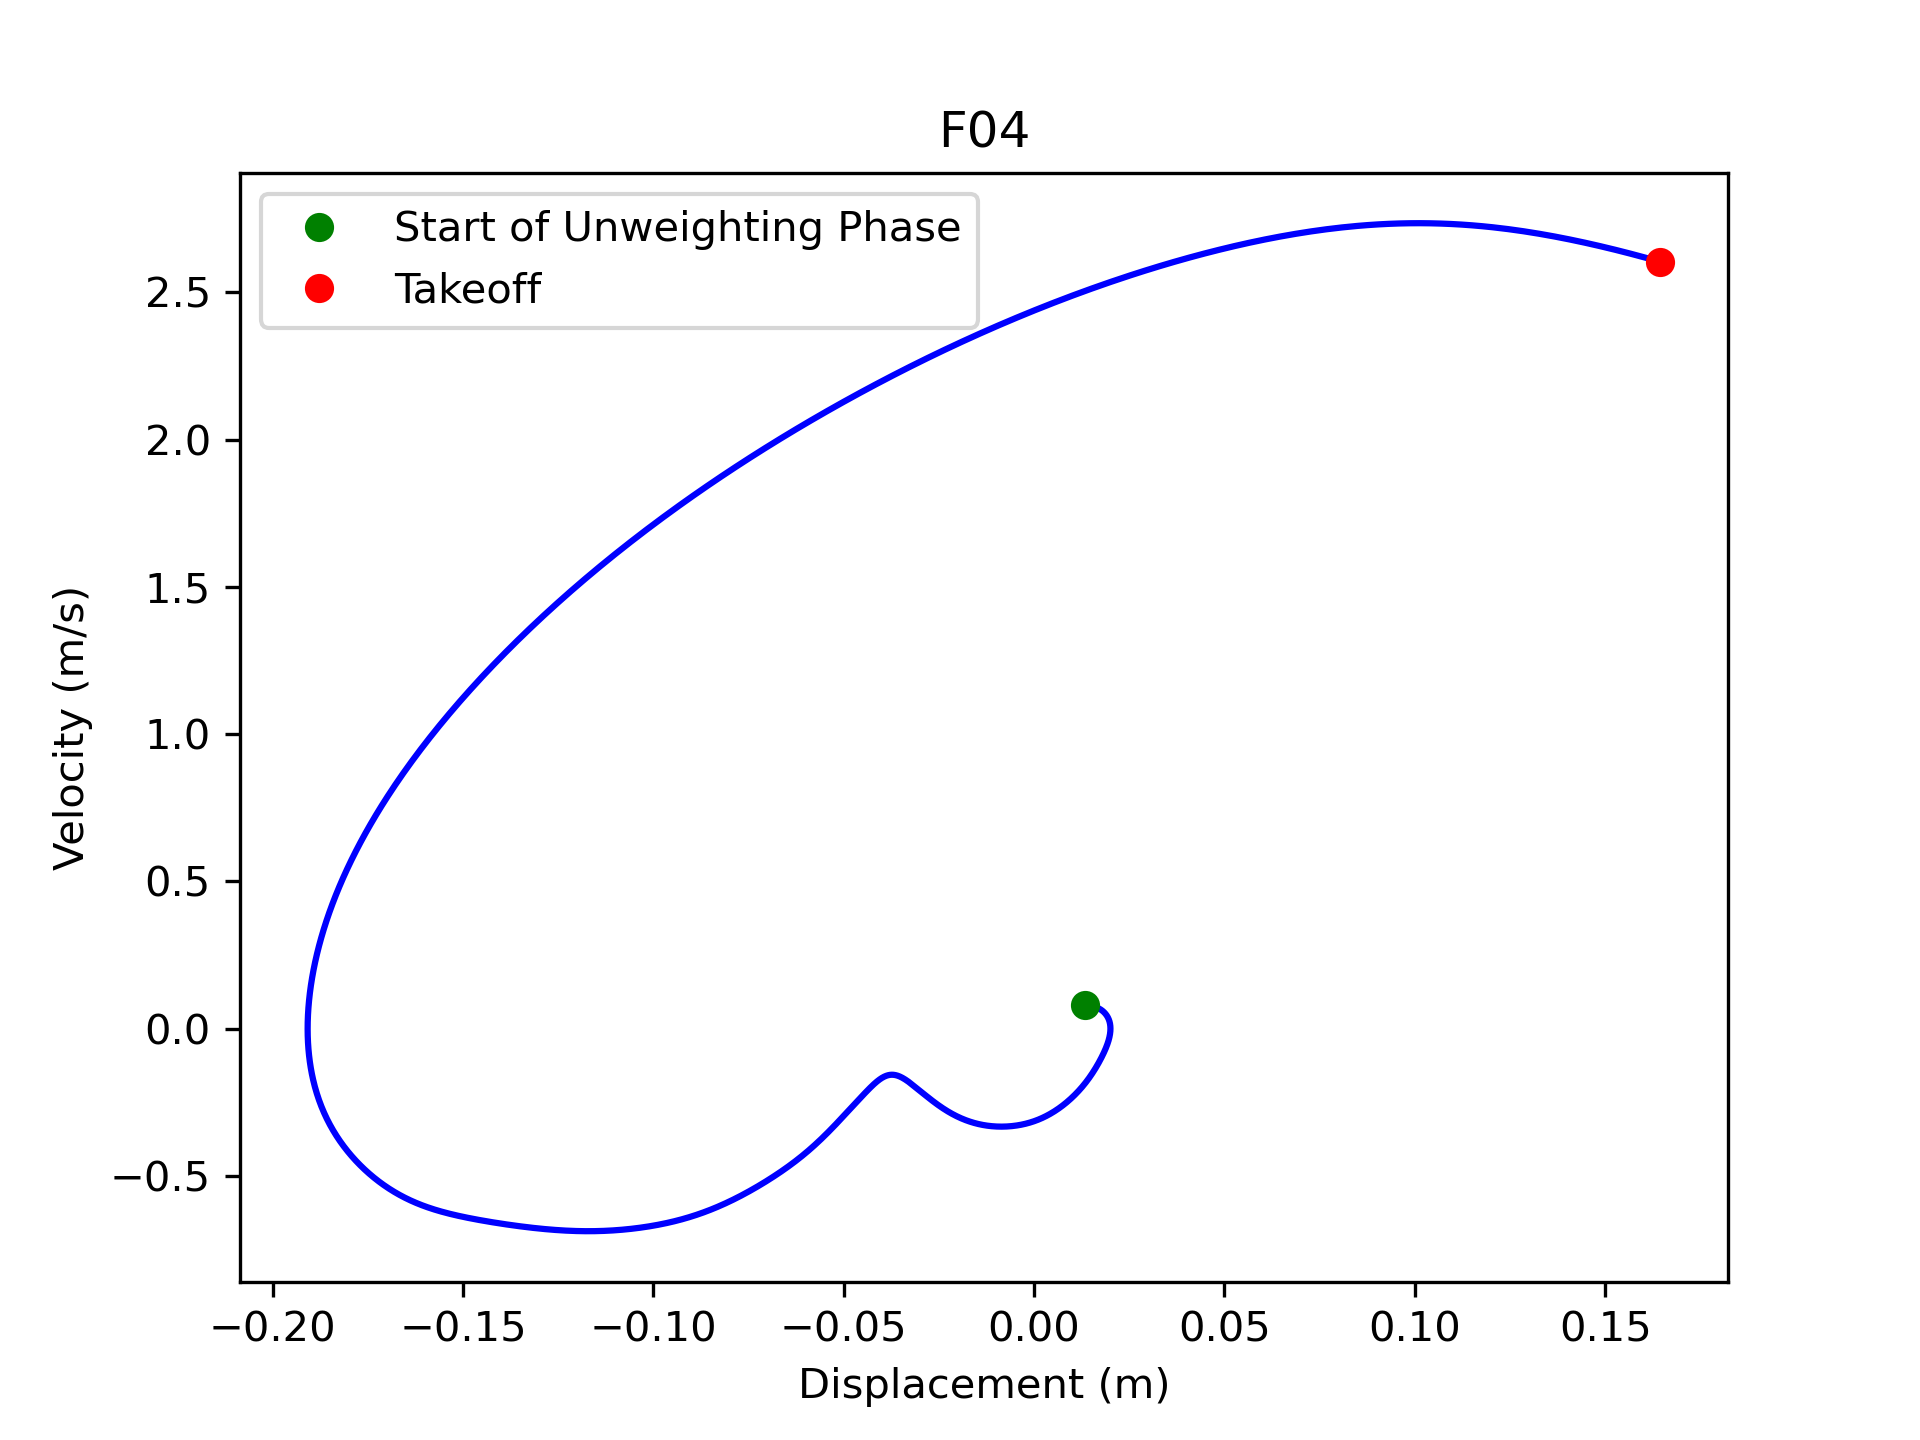 F04
Start of Unweighting Phase
Takeoff
2.5
2.0
1.5
1.0
0.5
0.0
−0.5
Velocity (m/s)
−0.20 −0.15 −0.10 −0.05 0.00 0.05 0.10 0.15
Displacement (m)